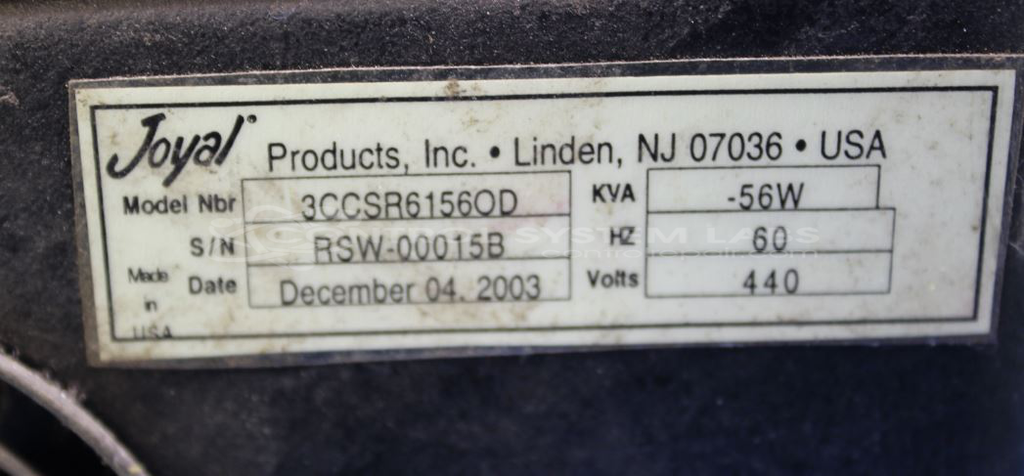 Joyal Products, Inc. • Linden, NJ 07036 • USA
Model Nbr 3CCSR6156OD KVA -56W
S/N RSW-00015B HZ 60
Made in USA
Date December 04. 2003 Volts 440